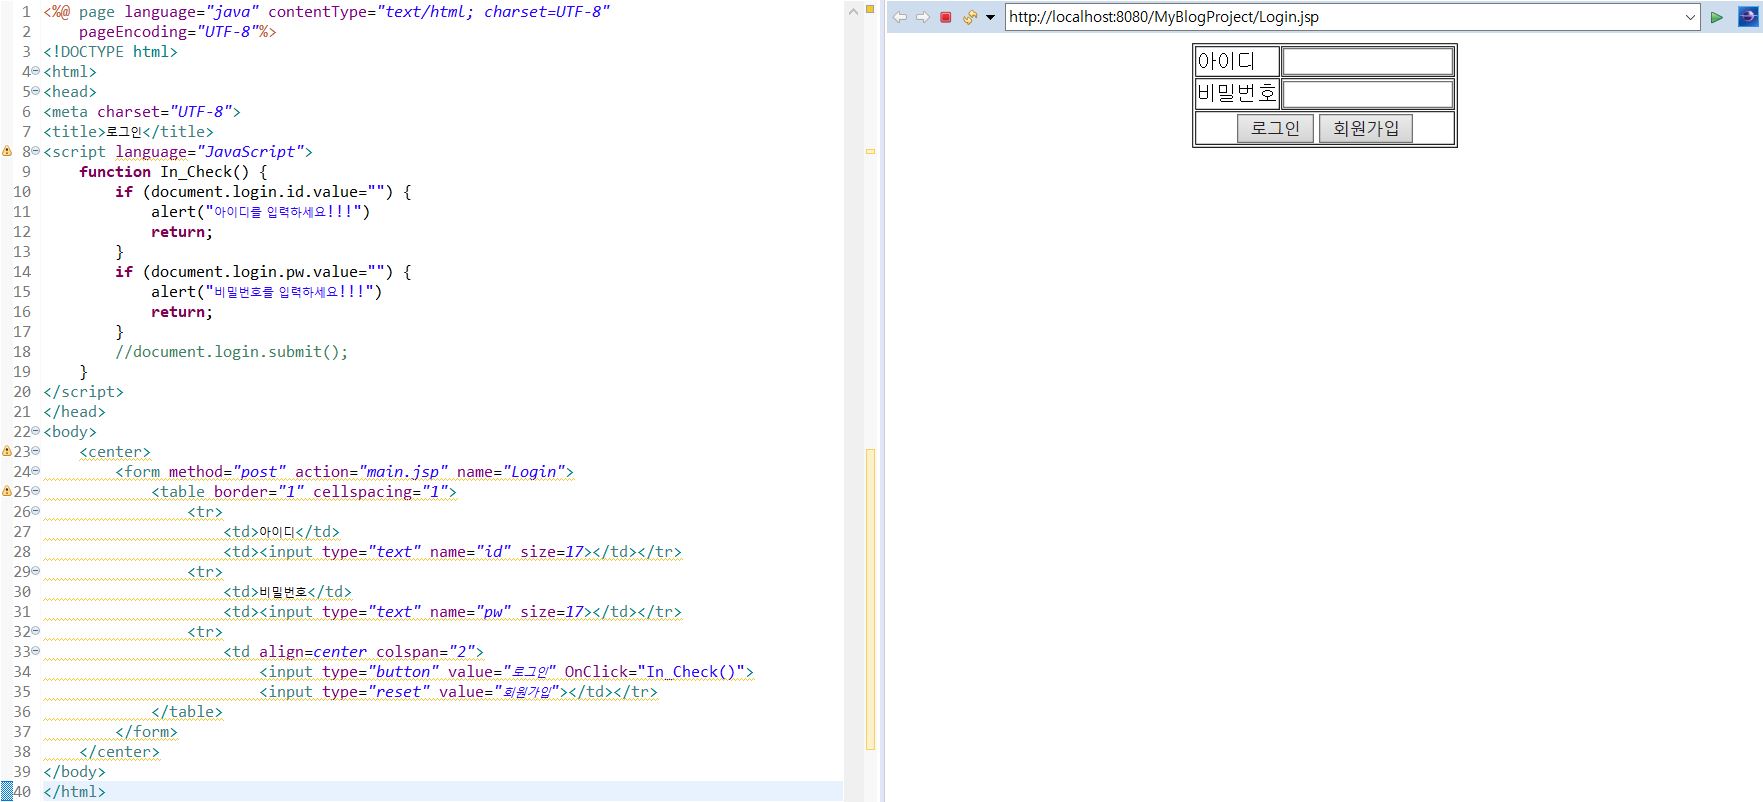 1 <%@ page language="java" contentType="text/html; charset=UTF-8"
2     pageEncoding="UTF-8"%>
3 <!DOCTYPE html>
4 <html>
5 <head>
6 <meta charset="UTF-8">
7 <title>로그인</title>
8 <script language="JavaScript">
9     function In_Check() {
10         if (document.login.id.value="") {
11             alert("아이디를 입력하세요!!!")
12             return;
13         }
14         if (document.login.pw.value="") {
15             alert("비밀번호를 입력하세요!!!")
16             return;
17         }
18         //document.login.submit();
19     }
20 </script>
21 </head>
22 <body>
23     <center>
24         <form method="post" action="main.jsp" name="Login">
25             <table border="1" cellspacing="1">
26                 <tr>
27                     <td>아이디</td>
28                     <td><input type="text" name="id" size=17></td></tr>
29                 <tr>
30                     <td>비밀번호</td>
31                     <td><input type="text" name="pw" size=17></td></tr>
32                 <tr>
33                     <td align=center colspan="2">
34                         <input type="button" value="로그인" OnClick="In_Check()">
35                         <input type="reset" value="회원가입"></td></tr>
36             </table>
37         </form>
38     </center>
39 </body>
40 </html>
http://localhost:8080/MyBlogProject/Login.jsp
아이디
비밀번호
로그인 회원가입